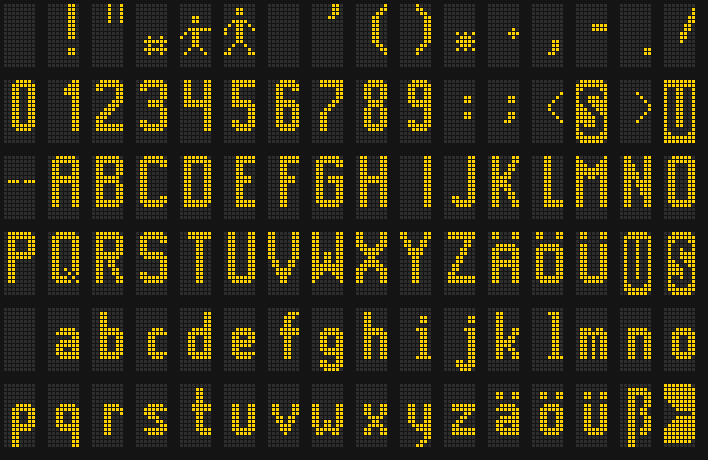 ! " # ' ( ) * + , - . /
0 1 2 3 4 5 6 7 8 9 : ; < S >
- A B C D E F G H I J K L M N O
P Q R S T U V W X Y Z Ä Ö Ü S
a b c d e f g h i j k l m n o
p q r s t u v w x y z ä ö ü ß